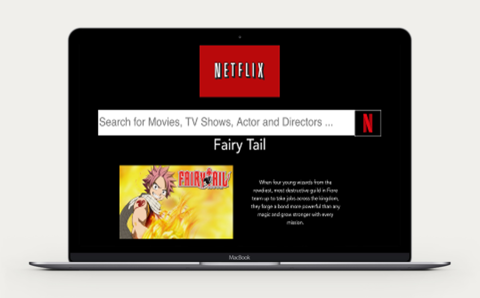 NETFLIX
Search for Movies, TV Shows, Actor and Directors ...
N
Fairy Tail
FAIRY TAIL
When four young wizards from the
rowdiest, most destructive guild in Fiore
team up to take jobs across the kingdom,
they forge a bond more powerful than any
magic and grow stronger with every
mission.
MacBook